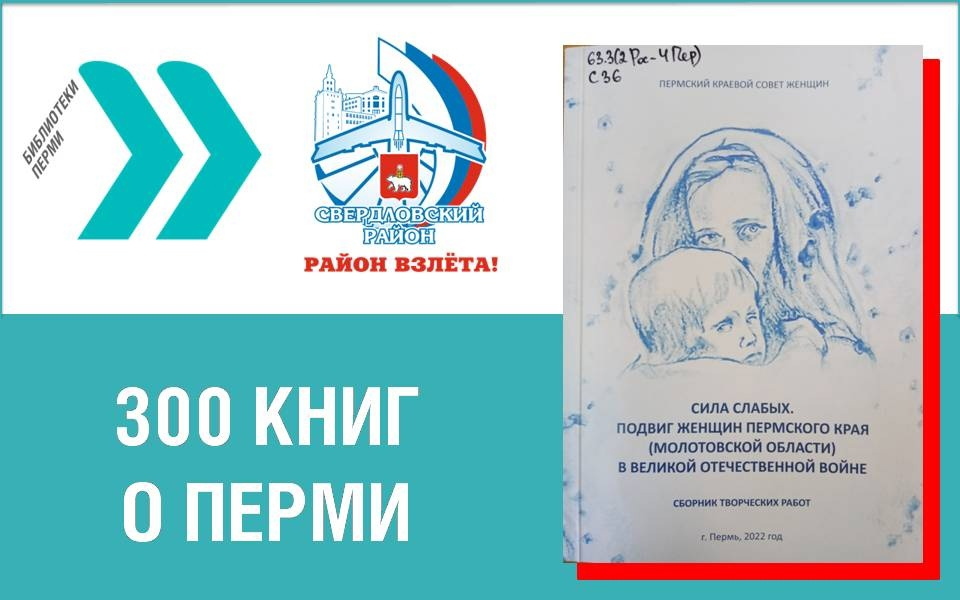 БИБЛИОТЕКИ
ПЕРМИ
СВЕРДЛОВСКИЙ
РАЙОН
РАЙОН ВЗЛЁТА!
300 КНИГ
О ПЕРМИ
63.3(2Рос-4Пер)
С36
ПЕРМСКИЙ КРАЕВОЙ СОВЕТ ЖЕНЩИН
СИЛА СЛАБЫХ.
ПОДВИГ ЖЕНЩИН ПЕРМСКОГО КРАЯ
(МОЛОТОВСКОЙ ОБЛАСТИ)
В ВЕЛИКОЙ ОТЕЧЕСТВЕННОЙ ВОЙНЕ
СБОРНИК ТВОРЧЕСКИХ РАБОТ
г. Пермь, 2022 год